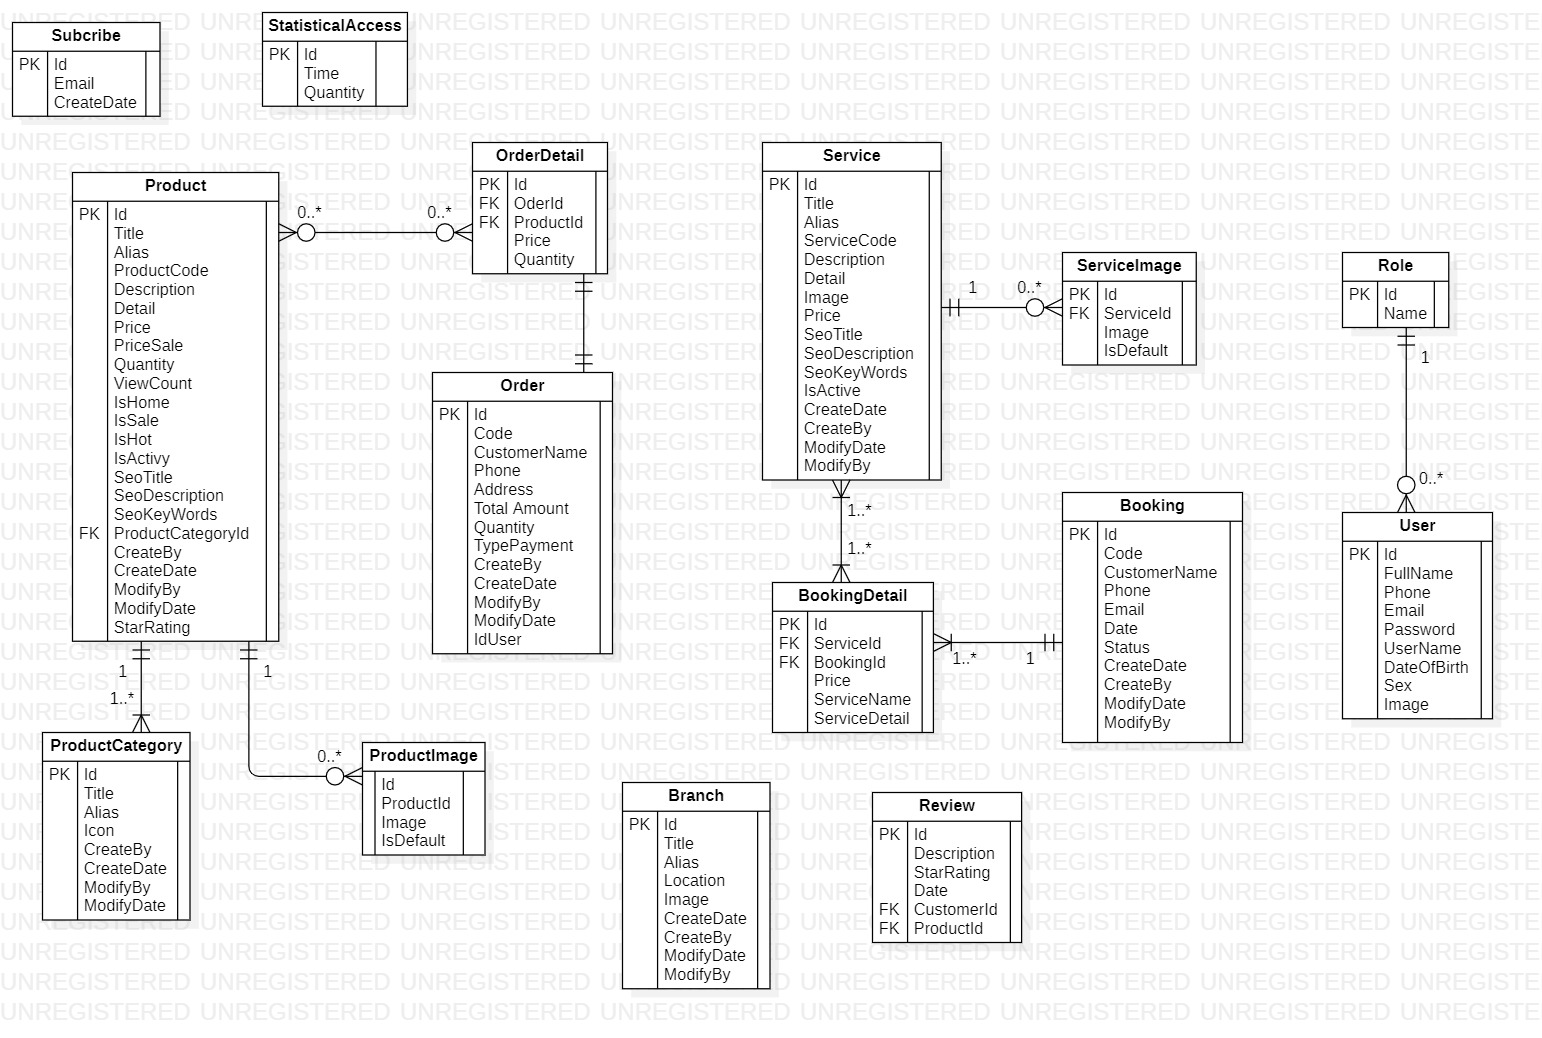 Subcribe
PK Id
Email
CreateDate
StatisticalAccess
PK Id
Time
Quantity
Product
PK Id
Title
Alias
ProductCode
Description
Detail
Price
PriceSale
Quantity
ViewCount
IsHome
IsSale
IsHot
IsActivy
SeoTitle
SeoDescription
SeoKeyWords
FK ProductCategoryId
CreateBy
CreateDate
ModifyBy
ModifyDate
StarRating
0..*
0..*
OrderDetail
PK Id
FK OderId
FK ProductId
Price
Quantity
Order
PK Id
Code
CustomerName
Phone
Address
Total Amount
Quantity
TypePayment
CreateBy
CreateDate
ModifyBy
ModifyDate
IdUser
1
1..*
1
0..*
ProductCategory
PK Id
Title
Alias
Icon
CreateBy
CreateDate
ModifyBy
ModifyDate
ProductImage
Id
ProductId
Image
IsDefault
Service
PK Id
Title
Alias
ServiceCode
Description
Detail
Image
Price
SeoTitle
SeoDescription
SeoKeyWords
IsActive
CreateDate
CreateBy
ModifyDate
ModifyBy
1
0..*
ServiceImage
PK Id
FK ServiceId
Image
IsDefault
1..*
1..*
BookingDetail
PK Id
FK ServiceId
FK BookingId
Price
ServiceName
ServiceDetail
1..*
1
Booking
PK Id
Code
CustomerName
Phone
Email
Date
Status
CreateDate
CreateBy
ModifyDate
ModifyBy
Role
PK Id
Name
1
0..*
User
PK Id
FullName
Phone
Email
Password
UserName
DateOfBirth
Sex
Image
Branch
PK Id
Title
Alias
Location
Image
CreateDate
CreateBy
ModifyDate
ModifyBy
Review
PK Id
Description
StarRating
Date
FK CustomerId
FK ProductId
UNREGISTERED